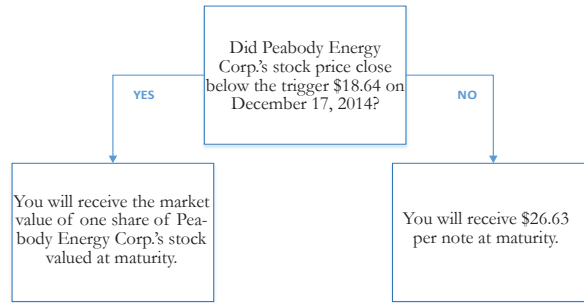 Did Peabody Energy
Corp.'s stock price close
below the trigger $18.64 on
December 17, 2014?
YES
NO
You will receive the market
value of one share of Pea-
body Energy Corp.'s stock
valued at maturity.
You will receive $26.63
per note at maturity.